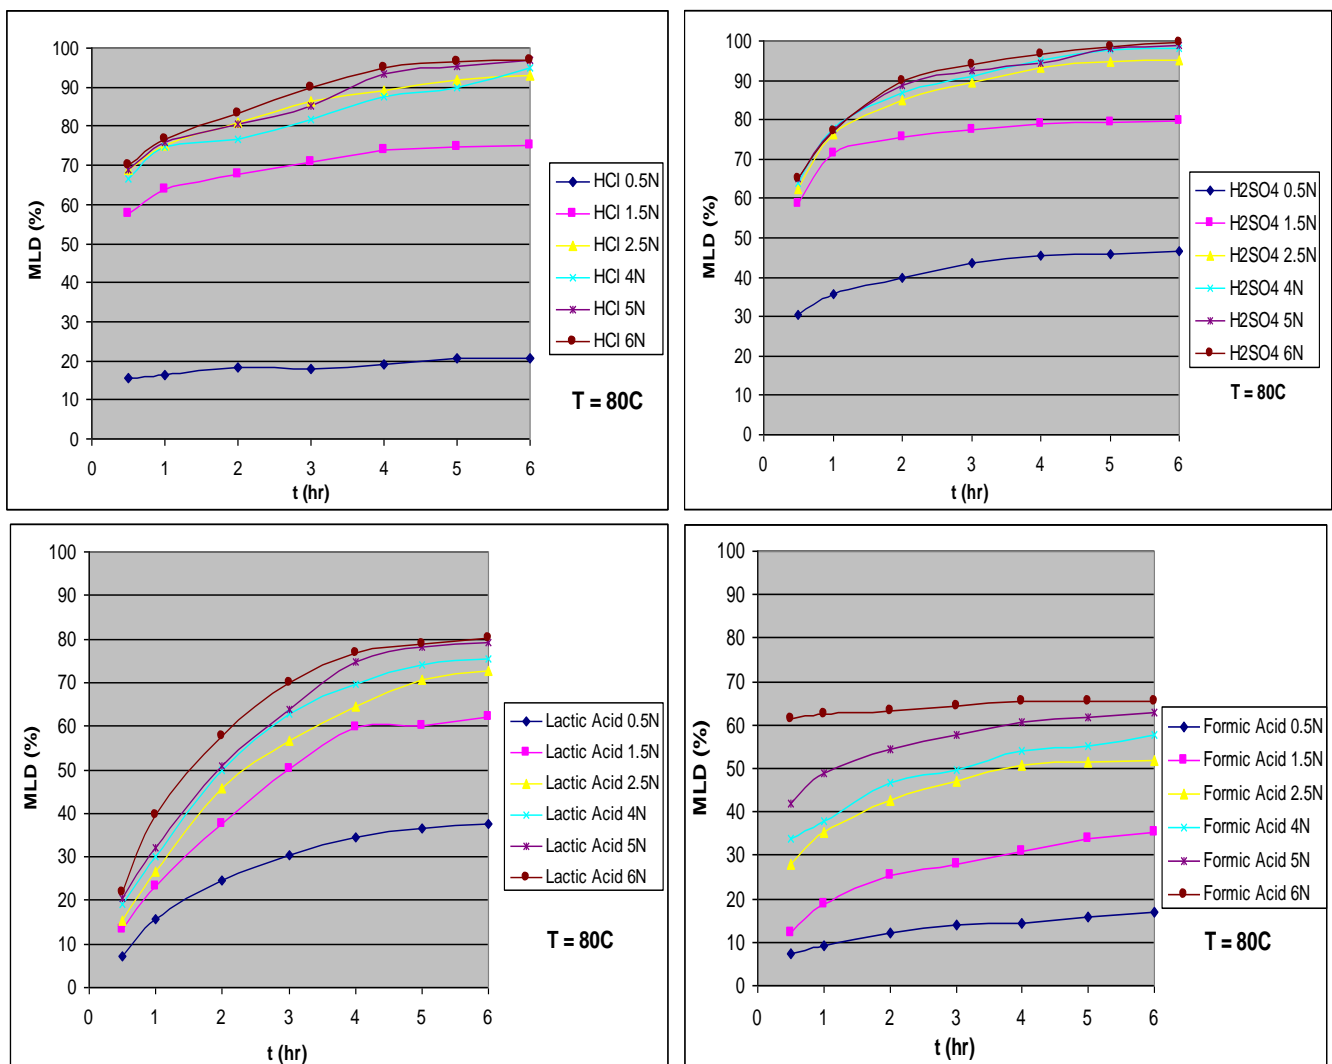 100
90
80
70
60
50
40
30
20
10
0
MLD (%)
0 1 2 3 4 5 6
t (hr)
HCl 0.5N
HCl 1.5N
HCl 2.5N
HCl 4N
HCl 5N
HCl 6N
T = 80C
100
90
80
70
60
50
40
30
20
10
0
MLD (%)
0 1 2 3 4 5 6
t (hr)
H2SO4 0.5N
H2SO4 1.5N
H2SO4 2.5N
H2SO4 4N
H2SO4 5N
H2SO4 6N
T = 80C
100
90
80
70
60
50
40
30
20
10
0
MLD (%)
0 1 2 3 4 5 6
t (hr)
Lactic Acid 0.5N
Lactic Acid 1.5N
Lactic Acid 2.5N
Lactic Acid 4N
Lactic Acid 5N
Lactic Acid 6N
T = 80C
100
90
80
70
60
50
40
30
20
10
0
MLD (%)
0 1 2 3 4 5 6
t (hr)
Formic Acid 0.5N
Formic Acid 1.5N
Formic Acid 2.5N
Formic Acid 4N
Formic Acid 5N
Formic Acid 6N
T = 80C